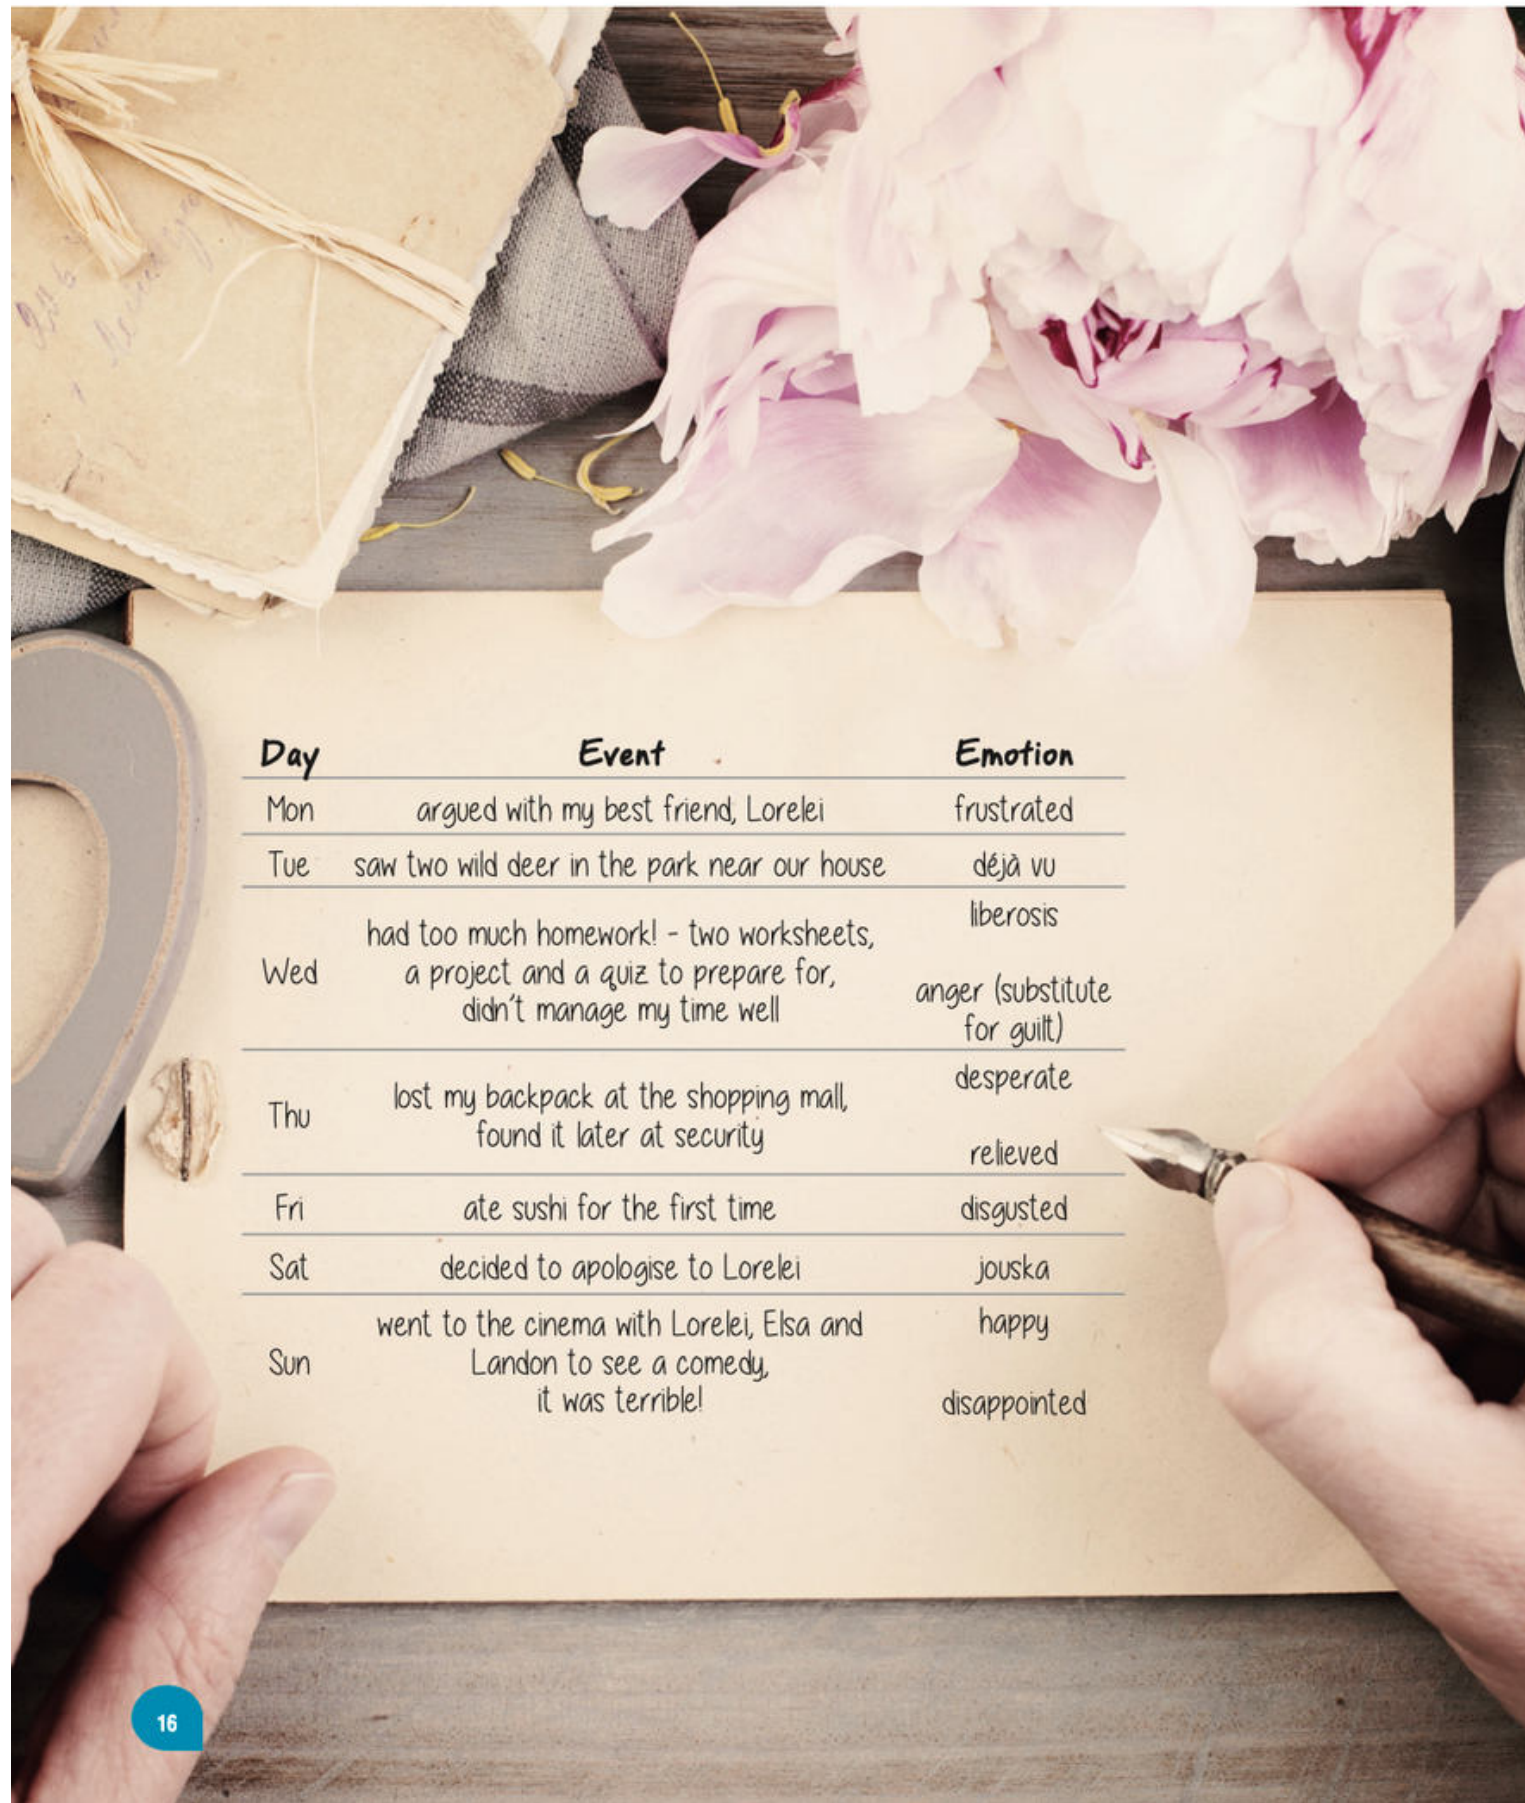 Day Event Emotion
Mon argued with my best friend, Lorelei frustrated
Tue saw two wild deer in the park near our house déjà vu
liberosis
had too much homework! - two worksheets,
Wed a project and a quiz to prepare for,
anger (substitute
didn't manage my time well
for guilt)
desperate
lost my backpack at the shopping mall,
Thu
found it later at security
relieved
Fri ate sushi for the first time disgusted
Sat decided to apologise to Lorelei jouska
went to the cinema with Lorelei, Elsa and happy
Sun Landon to see a comedy,
it was terrible! disappointed
16